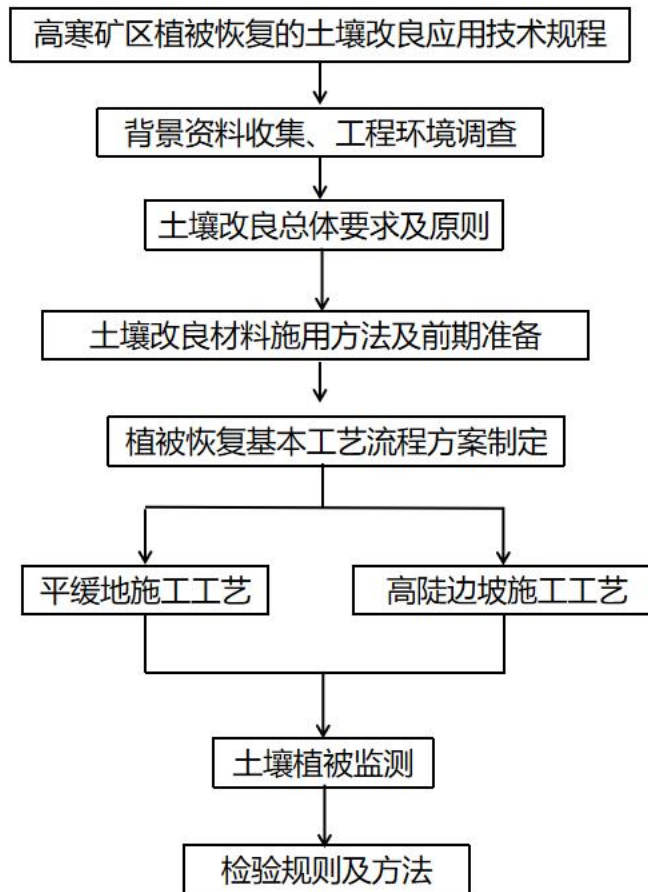 高寒矿区植被恢复的土壤改良应用技术规程
背景资料收集、工程环境调查
土壤改良总体要求及原则
土壤改良材料施用方法及前期准备
植被恢复基本工艺流程方案制定
平缓地施工工艺
高陡边坡施工工艺
土壤植被监测
检验规则及方法